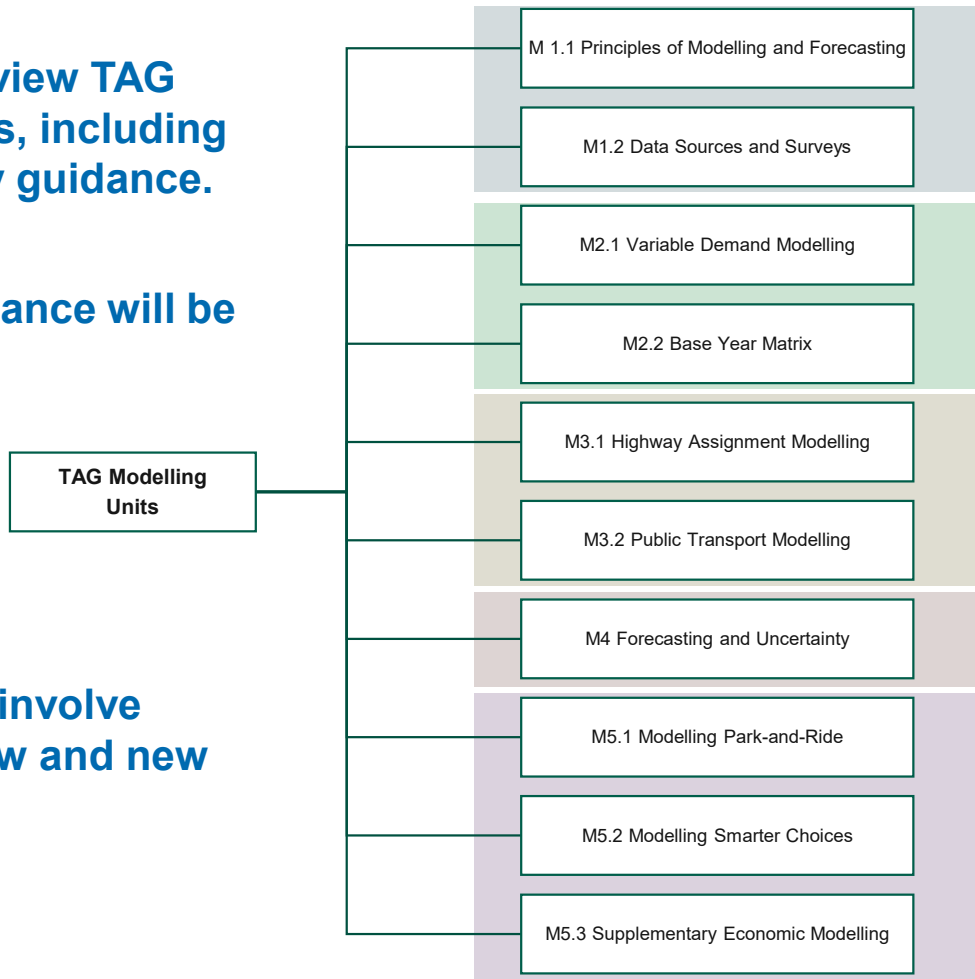 view TAG
s, including
y guidance.
ance will be
involve
w and new
TAG Modelling
Units
M 1.1 Principles of Modelling and Forecasting
M1.2 Data Sources and Surveys
M2.1 Variable Demand Modelling
M2.2 Base Year Matrix
M3.1 Highway Assignment Modelling
M3.2 Public Transport Modelling
M4 Forecasting and Uncertainty
M5.1 Modelling Park-and-Ride
M5.2 Modelling Smarter Choices
M5.3 Supplementary Economic Modelling